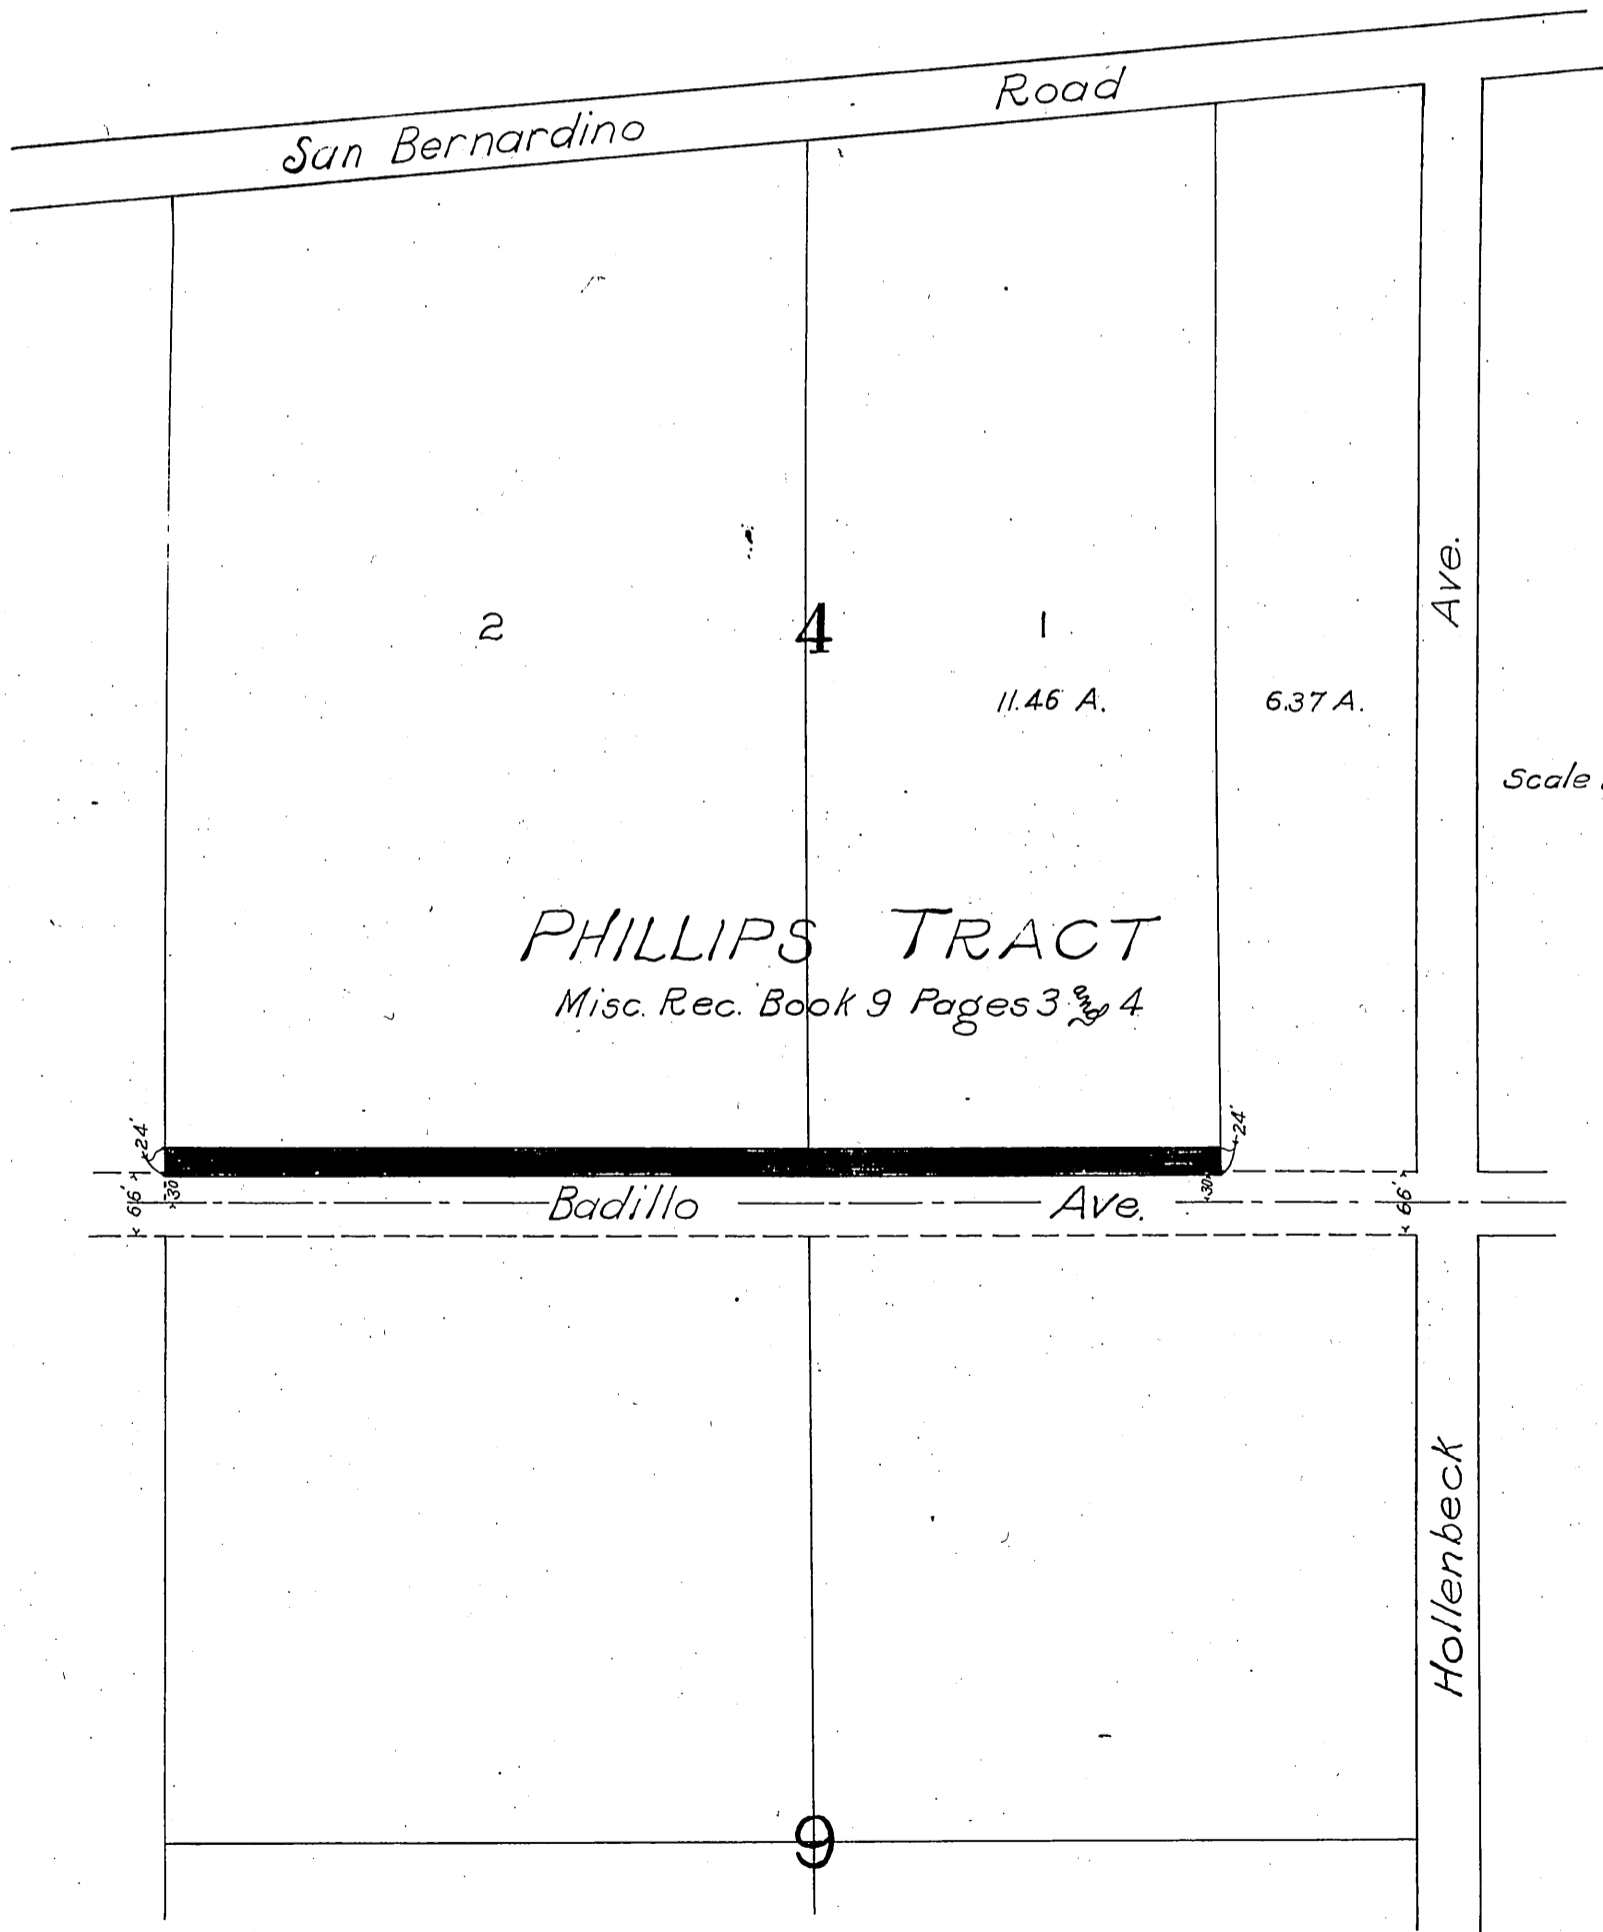 San Bernardino Road
Ave.
2 4 1
11.46 A. 6.37 A.
Scale
PHILLIPS TRACT
Misc. Rec. Book 9 Pages 3 and 4
24' 24'
66' 30 Badillo Ave. 30 66'
Hollenbeck
9